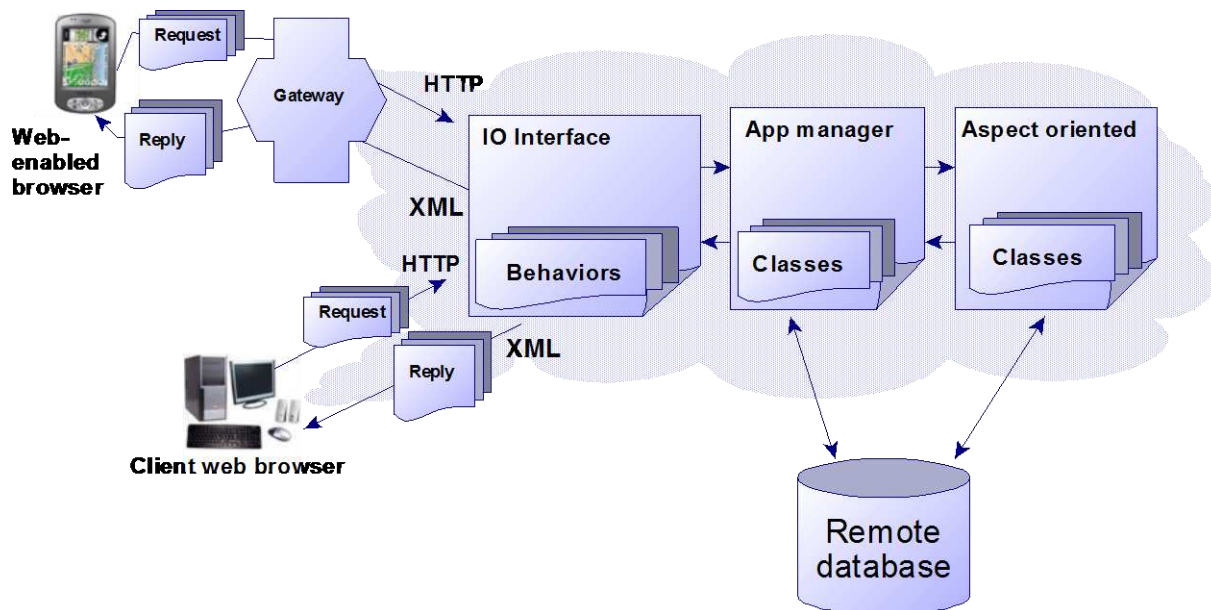 Request
Reply
Web-
enabled
browser
Gateway
HTTP
XML
HTTP
Request
Reply
XML
Client web browser
IO Interface
Behaviors
App manager
Classes
Aspect oriented
Classes
Remote
database